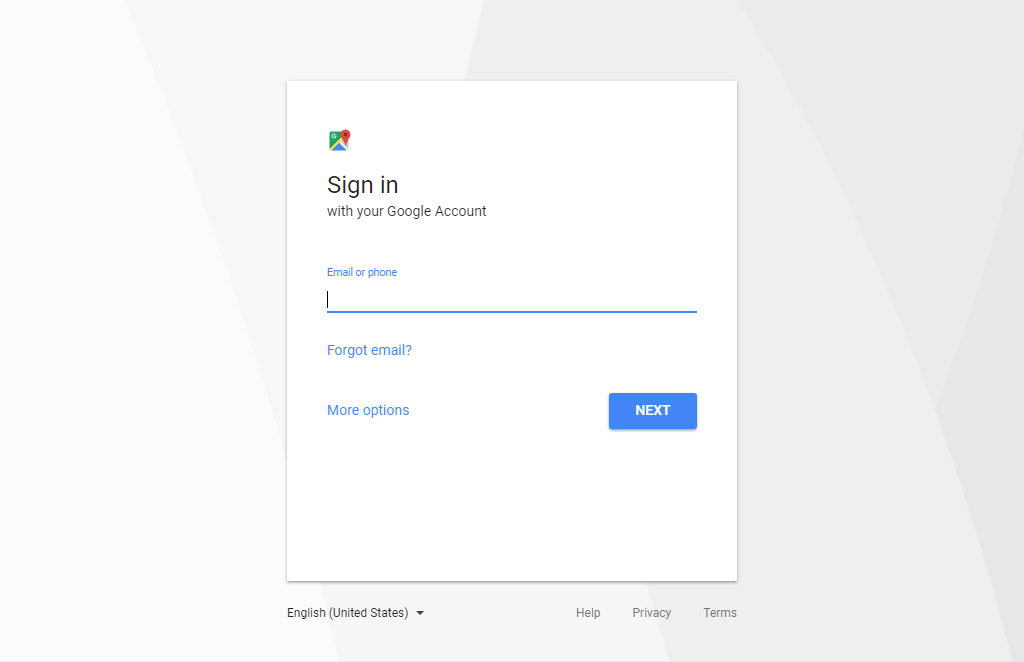 Sign in
with your Google Account
Email or phone
Forgot email?
More options
NEXT
English (United States)
Help
Privacy
Terms